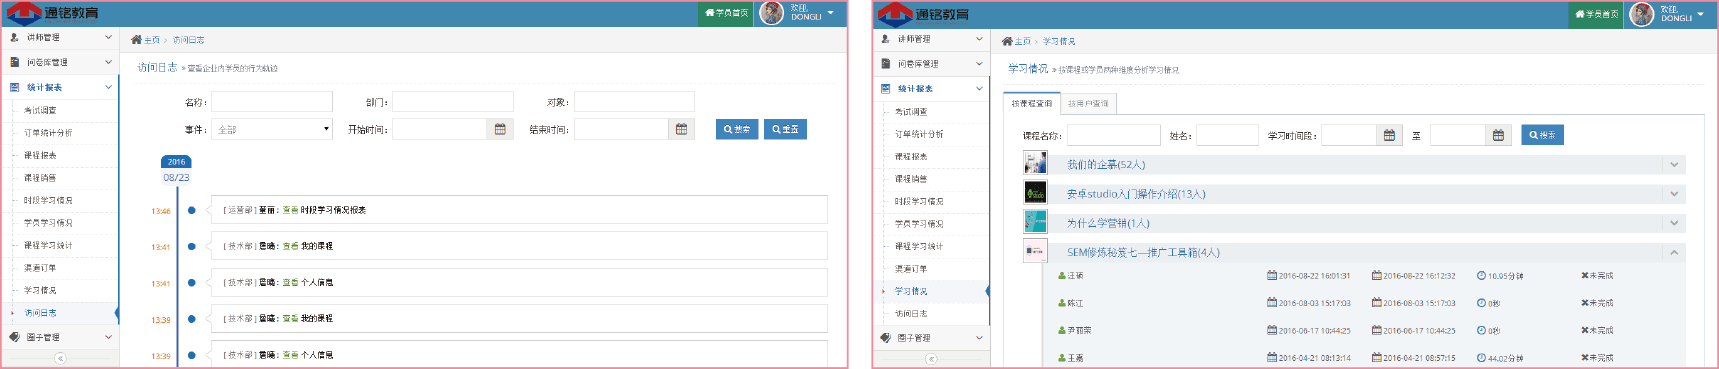 通铭教育
学员首页
欢迎,
DONGLI
讲师管理
问卷库管理
统计报表
考试调查
订单统计分析
课程报表
课程销售
时段学习情况
学员学习情况
课程学习统计
渠道订单
学习情况
访问日志
圈子管理
主页 > 访问日志
访问日志 » 查看企业内学员的行为轨迹
名称: 部门: 对象:
事件: 全部 开始时间: 结束时间: 搜索 重置
2016
08/23
13:46 [ 运营部 ] 董丽: 查看 时段学习情况报表
13:41 [ 技术部 ] 詹曦: 查看 我的课程
13:41 [ 技术部 ] 詹曦: 查看 个人信息
13:39 [ 技术部 ] 詹曦: 查看 我的课程
13:39 [ 技术部 ] 詹曦: 查看 个人信息
通铭教育
学员首页
欢迎,
DONGLI
讲师管理
问卷库管理
统计报表
考试调查
订单统计分析
课程报表
课程销售
时段学习情况
学员学习情况
课程学习统计
渠道订单
学习情况
访问日志
圈子管理
主页 > 学习情况
学习情况 » 按课程或学员两种维度分析学习情况
按课程查询 按用户查询
课程名称: 姓名: 学习时间段: 至 搜索
我们的企慕(52人)
安卓studio入门操作介绍(13人)
为什么学营销(1人)
SEM修炼秘笈七—推广工具箱(4人)
汪颖 2016-08-22 16:01:31 2016-08-22 16:12:32 10.95分钟 未完成
陈江 2016-08-03 15:17:03 2016-08-03 15:17:03 0秒 未完成
尹丽荣 2016-06-17 10:44:25 2016-06-17 10:44:25 0秒 未完成
王嘉 2016-04-21 08:13:14 2016-04-21 08:57:15 44.02分钟 未完成